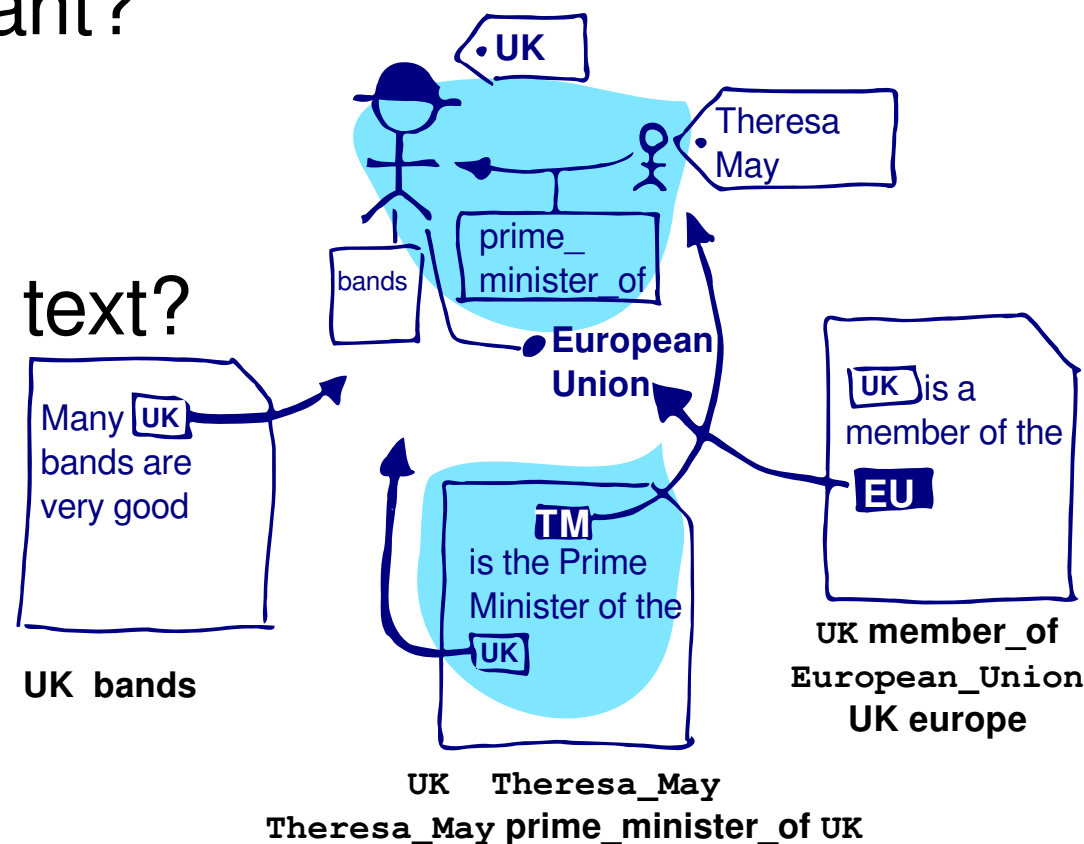 ant?
UK
Theresa
May
prime_
minister_of
bands
text?
European
Union
Many UK
bands are
very good
UK is a
member of the
EU
TM
is the Prime
Minister of the
UK
UK bands
UK member_of
European_Union
UK europe
UK Theresa_May
Theresa_May prime_minister_of UK